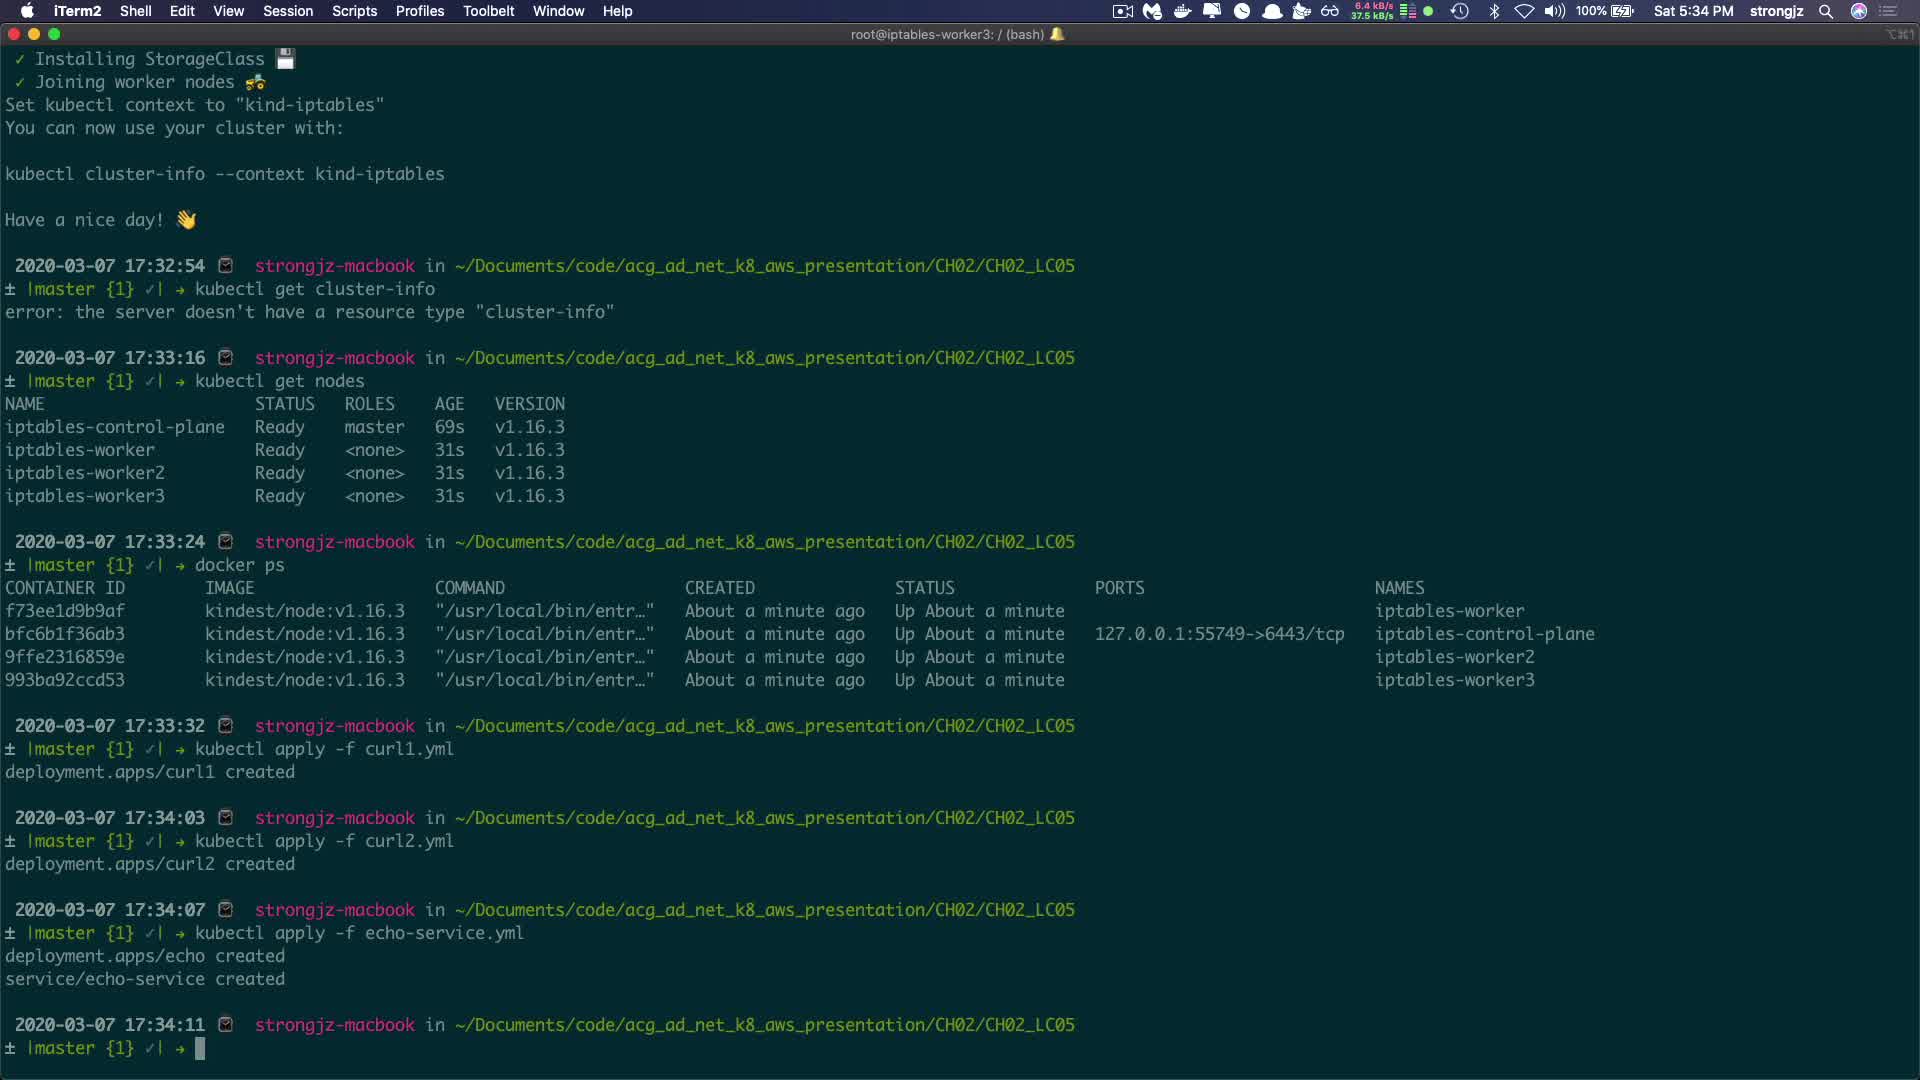 iTerm2 Shell Edit View Session Scripts Profiles Toolbelt Window Help 6.4 kB/s 37.5 kB/s 100% Sat 5:34 PM strongjz
root@iptables-worker3: / (bash) 🔔 ⌥⌘1
✓ Installing StorageClass 💾
✓ Joining worker nodes 🚜
Set kubectl context to "kind-iptables"
You can now use your cluster with:
kubectl cluster-info --context kind-iptables
Have a nice day! 👋
2020-03-07 17:32:54 strongjz-macbook in ~/Documents/code/acg_ad_net_k8_aws_presentation/CH02/CH02_LC05
± |master {1} ✓| → kubectl get cluster-info
error: the server doesn't have a resource type "cluster-info"
2020-03-07 17:33:16 strongjz-macbook in ~/Documents/code/acg_ad_net_k8_aws_presentation/CH02/CH02_LC05
± |master {1} ✓| → kubectl get nodes
NAME STATUS ROLES AGE VERSION
iptables-control-plane Ready master 69s v1.16.3
iptables-worker Ready <none> 31s v1.16.3
iptables-worker2 Ready <none> 31s v1.16.3
iptables-worker3 Ready <none> 31s v1.16.3
2020-03-07 17:33:24 strongjz-macbook in ~/Documents/code/acg_ad_net_k8_aws_presentation/CH02/CH02_LC05
± |master {1} ✓| → docker ps
CONTAINER ID IMAGE COMMAND CREATED STATUS PORTS NAMES
f73ee1d9b9af kindest/node:v1.16.3 "/usr/local/bin/entr…" About a minute ago Up About a minute iptables-worker
bfc6b1f36ab3 kindest/node:v1.16.3 "/usr/local/bin/entr…" About a minute ago Up About a minute 127.0.0.1:55749->6443/tcp iptables-control-plane
9ffe2316859e kindest/node:v1.16.3 "/usr/local/bin/entr…" About a minute ago Up About a minute iptables-worker2
993ba92ccd53 kindest/node:v1.16.3 "/usr/local/bin/entr…" About a minute ago Up About a minute iptables-worker3
2020-03-07 17:33:32 strongjz-macbook in ~/Documents/code/acg_ad_net_k8_aws_presentation/CH02/CH02_LC05
± |master {1} ✓| → kubectl apply -f curl1.yml
deployment.apps/curl1 created
2020-03-07 17:34:03 strongjz-macbook in ~/Documents/code/acg_ad_net_k8_aws_presentation/CH02/CH02_LC05
± |master {1} ✓| → kubectl apply -f curl2.yml
deployment.apps/curl2 created
2020-03-07 17:34:07 strongjz-macbook in ~/Documents/code/acg_ad_net_k8_aws_presentation/CH02/CH02_LC05
± |master {1} ✓| → kubectl apply -f echo-service.yml
deployment.apps/echo created
service/echo-service created
2020-03-07 17:34:11 strongjz-macbook in ~/Documents/code/acg_ad_net_k8_aws_presentation/CH02/CH02_LC05
± |master {1} ✓| →